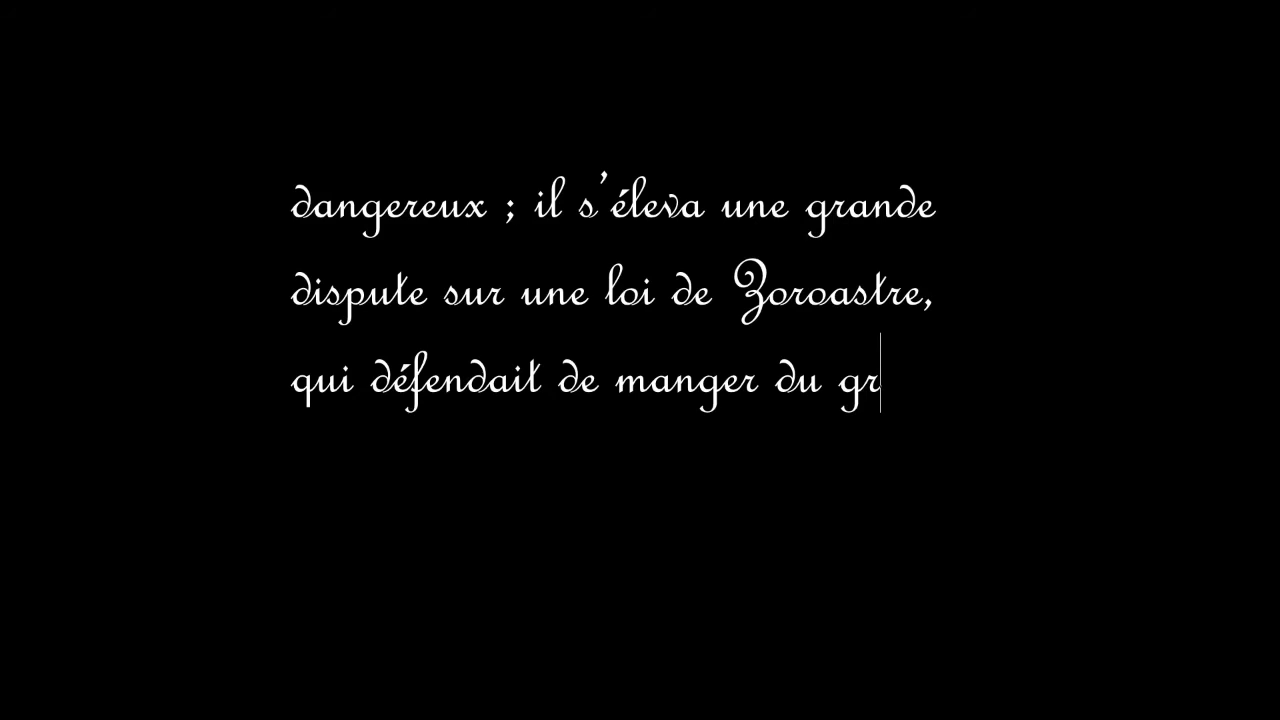 dangereux ; il s'éleva une grande
dispute sur une loi de Zoroastre,
qui défendait de manger du gr